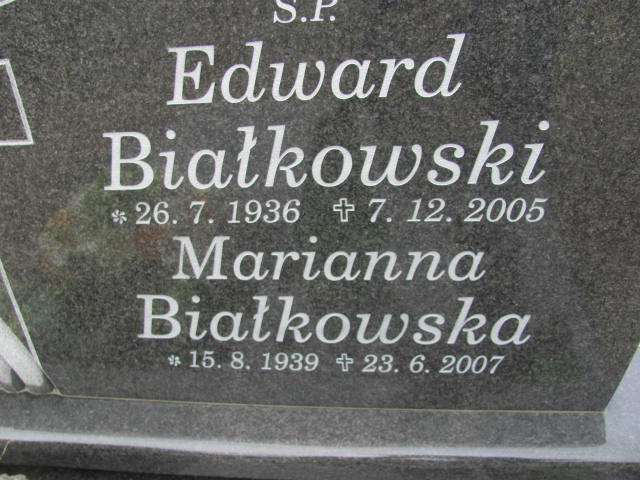 Ś.P.
Edward
Białkowski
* 26. 7. 1936 ✝ 7. 12. 2005
Marianna
Białkowska
* 15. 8. 1939 ✝ 23. 6. 2007